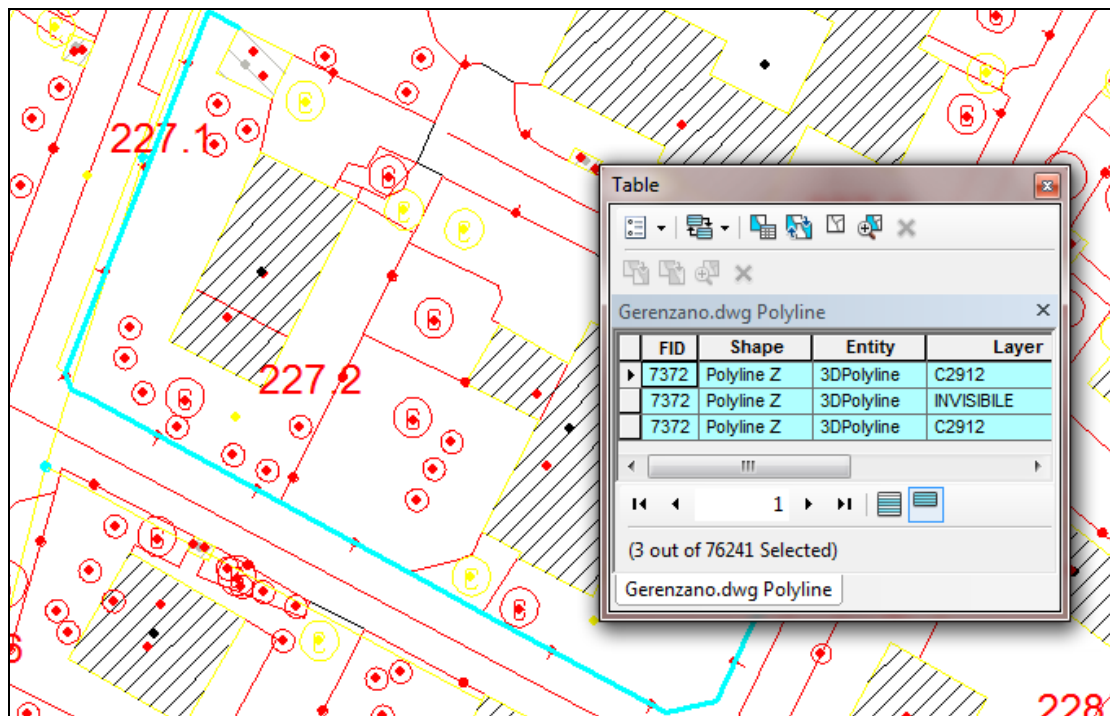 227.1
Table
Gerenzano.dwg Polyline
FID Shape Entity Layer
7372 Polyline Z 3DPolyline C2912
7372 Polyline Z 3DPolyline INVISIBILE
7372 Polyline Z 3DPolyline C2912
227.2
1
(3 out of 76241 Selected)
Gerenzano.dwg Polyline
6
228